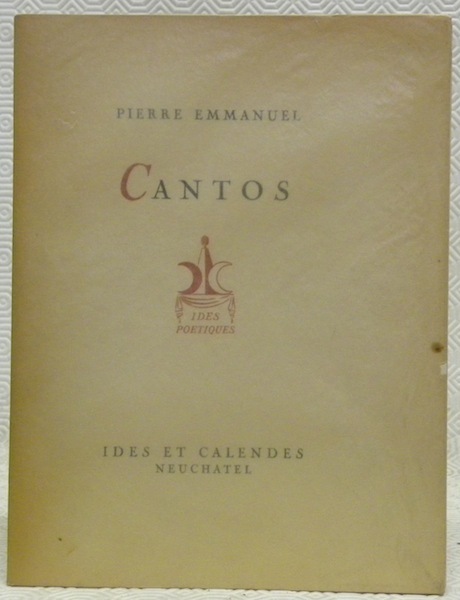 PIERRE EMMANUEL
CANTOS
IDES
POETIQUES
IDES ET CALENDES
NEUCHATEL